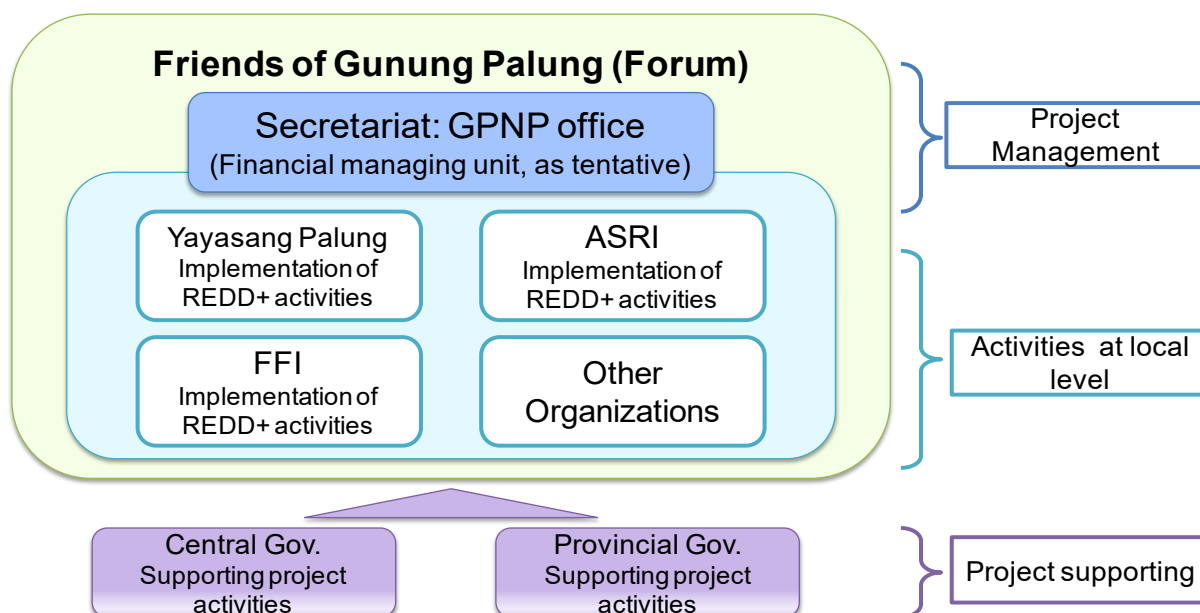 Friends of Gunung Palung (Forum)
Secretariat: GPNP office
(Financial managing unit, as tentative)
Project
Management
Yayasang Palung
Implementation of
REDD+ activities
ASRI
Implementation of
REDD+ activities
FFI
Implementation of
REDD+ activities
Other
Organizations
Activities at local
level
Central Gov.
Supporting project
activities
Provincial Gov.
Supporting project
activities
Project supporting